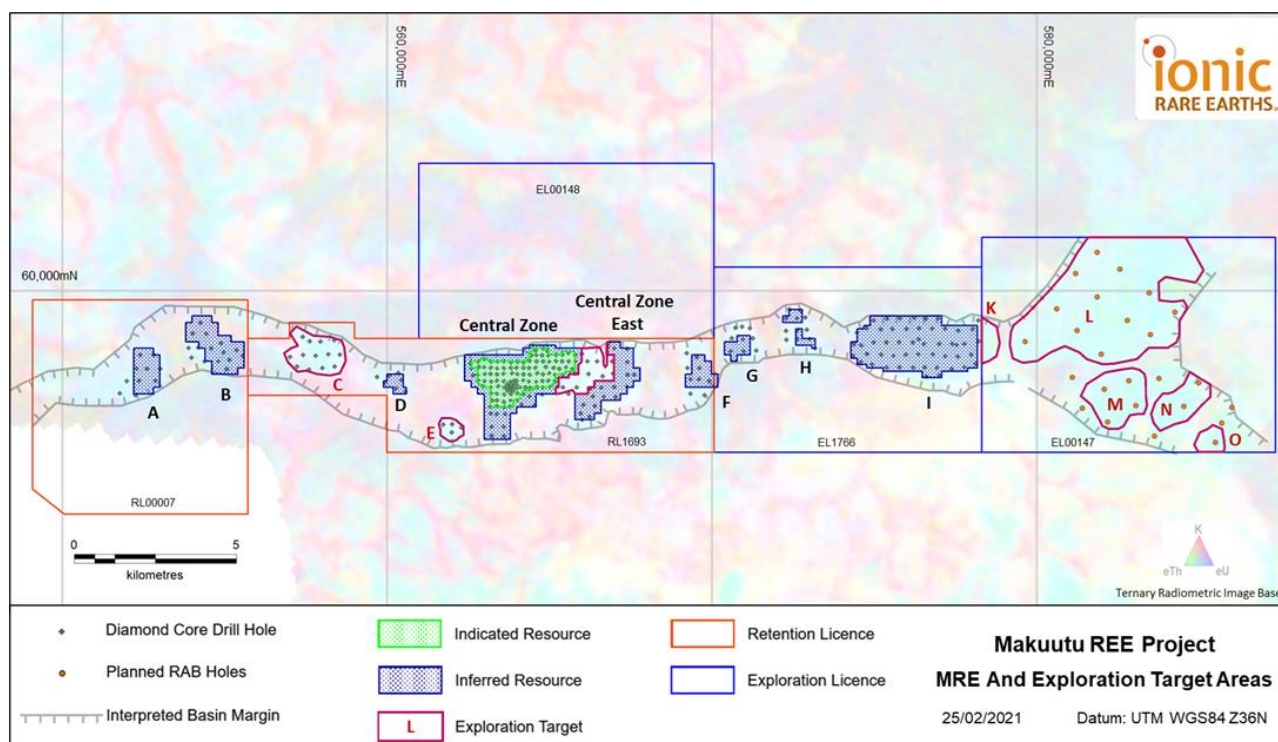 560,000mE
580,000mE
ionic
RARE EARTHS
EL00148
60,000mN
Central Zone
Central Zone
East
K
L
A
B
C
D
E
F
G
H
I
M
N
O
RL1693
EL1766
EL00147
RL00007
0
5
kilometres
K
eTh
eU
Ternary Radiometric Image Base
Diamond Core Drill Hole
Planned RAB Holes
Interpreted Basin Margin
Indicated Resource
Inferred Resource
L
Exploration Target
Retention Licence
Exploration Licence
Makuutu REE Project
MRE And Exploration Target Areas
25/02/2021
Datum: UTM WGS84 Z36N